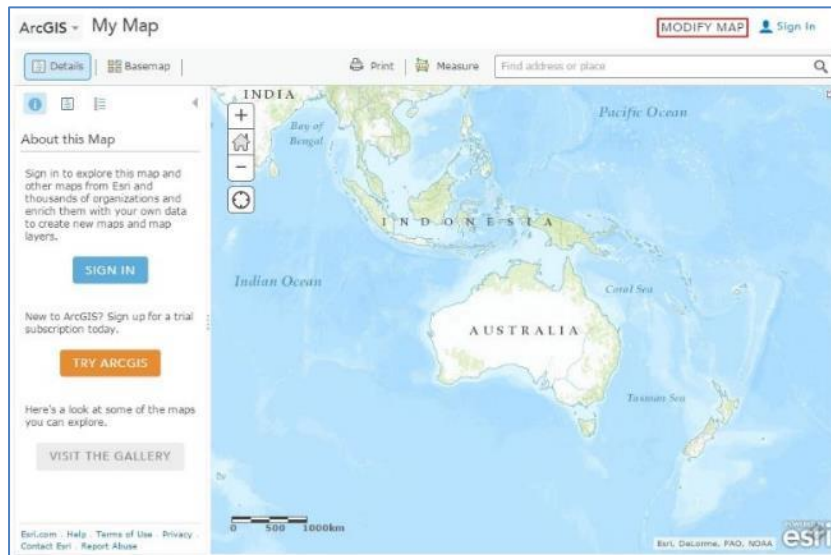 ArcGIS My Map
MODIFY MAP Sign In
Details Basemap Print Measure Find address or place
About this Map
Sign in to explore this map and
other maps from Esri and
thousands of organizations and
enrich them with your own data
to create new maps and map
layers.
SIGN IN
New to ArcGIS? Sign up for a trial
subscription today.
TRY ARCGIS
Here's a look at some of the maps
you can explore.
VISIT THE GALLERY
Esri.com . Help . Terms of Use . Privacy .
Contact Esri . Report Abuse
INDIA
Bay of
Bengal
Pacific Ocean
INDONESIA
Indian Ocean
Coral Sea
AUSTRALIA
Tasman Sea
0 500 1000km
Esri, DeLorme, FAO, NOAA
esri